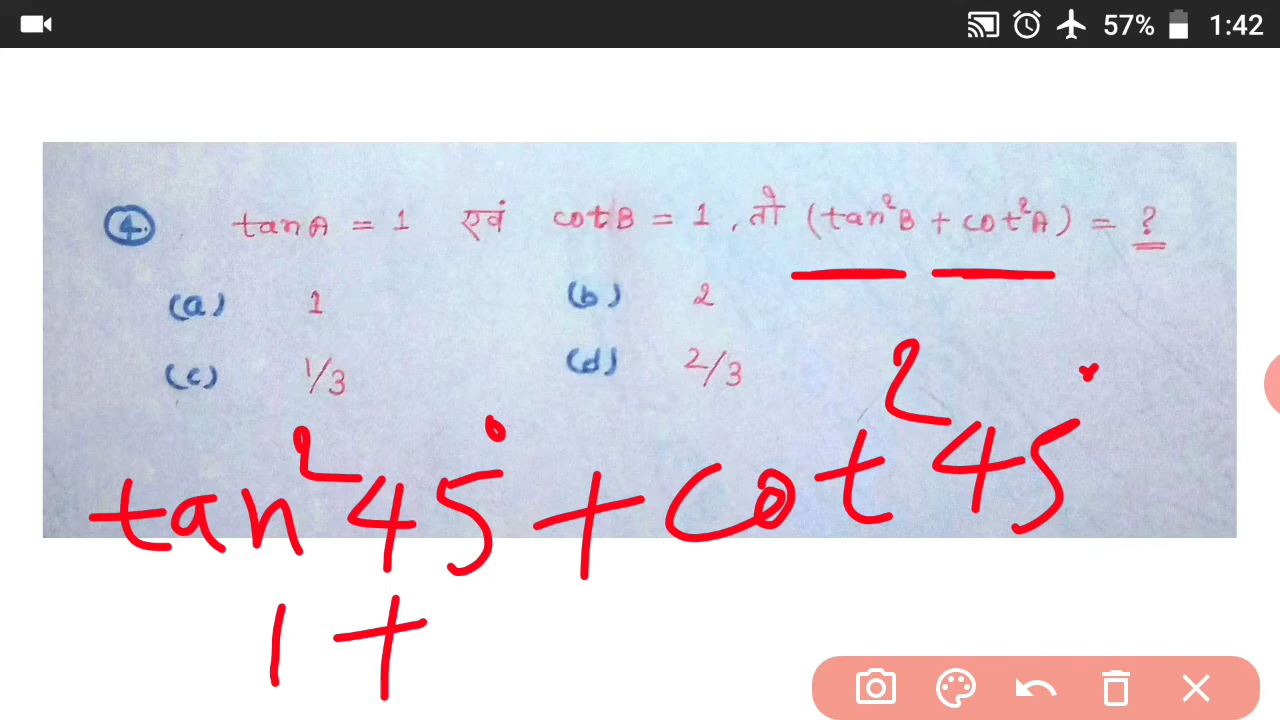 57% 1:42
4. tanA = 1 एवं cotB = 1, तो (tan²B + cot²A) = ?
(a) 1 (b) 2
(c) 1/3 (d) 2/3
tan²45° + cot²45°
1 +